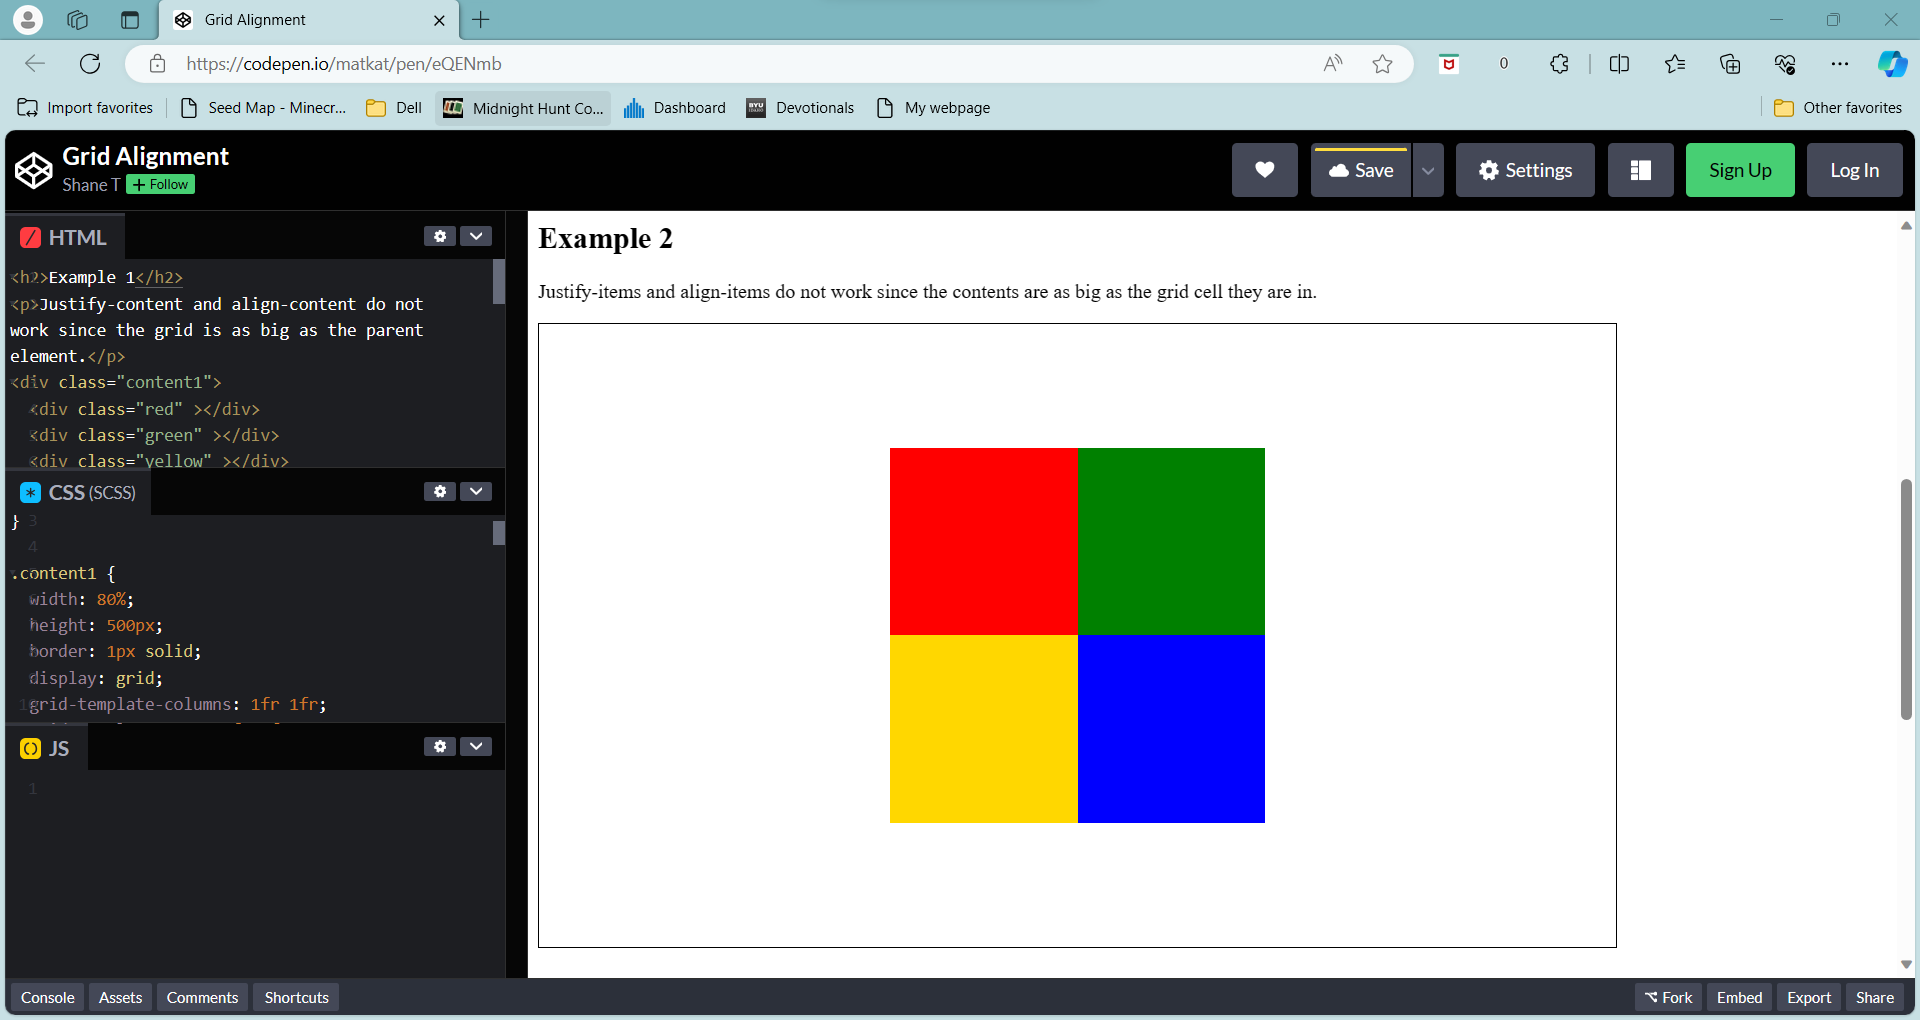 Grid Alignment
https://codepen.io/matkat/pen/eQENmb
0
Import favorites
Seed Map - Minecr...
Dell
Midnight Hunt Co...
Dashboard
BYU
Devotionals
My webpage
Other favorites
Grid Alignment
Shane T
+ Follow
Save
Settings
Sign Up
Log In
HTML
<h2>Example 1</h2>
<p>Justify-content and align-content do not
work since the grid is as big as the parent
element.</p>
<div class="content1">
<div class="red" ></div>
<div class="green" ></div>
<div class="yellow" ></div>
CSS (SCSS)
} 3
4
.content1 {
width: 80%;
height: 500px;
border: 1px solid;
display: grid;
10
grid-template-columns: 1fr 1fr;
JS
1
Example 2
Justify-items and align-items do not work since the contents are as big as the grid cell they are in.
Console
Assets
Comments
Shortcuts
Fork
Embed
Export
Share